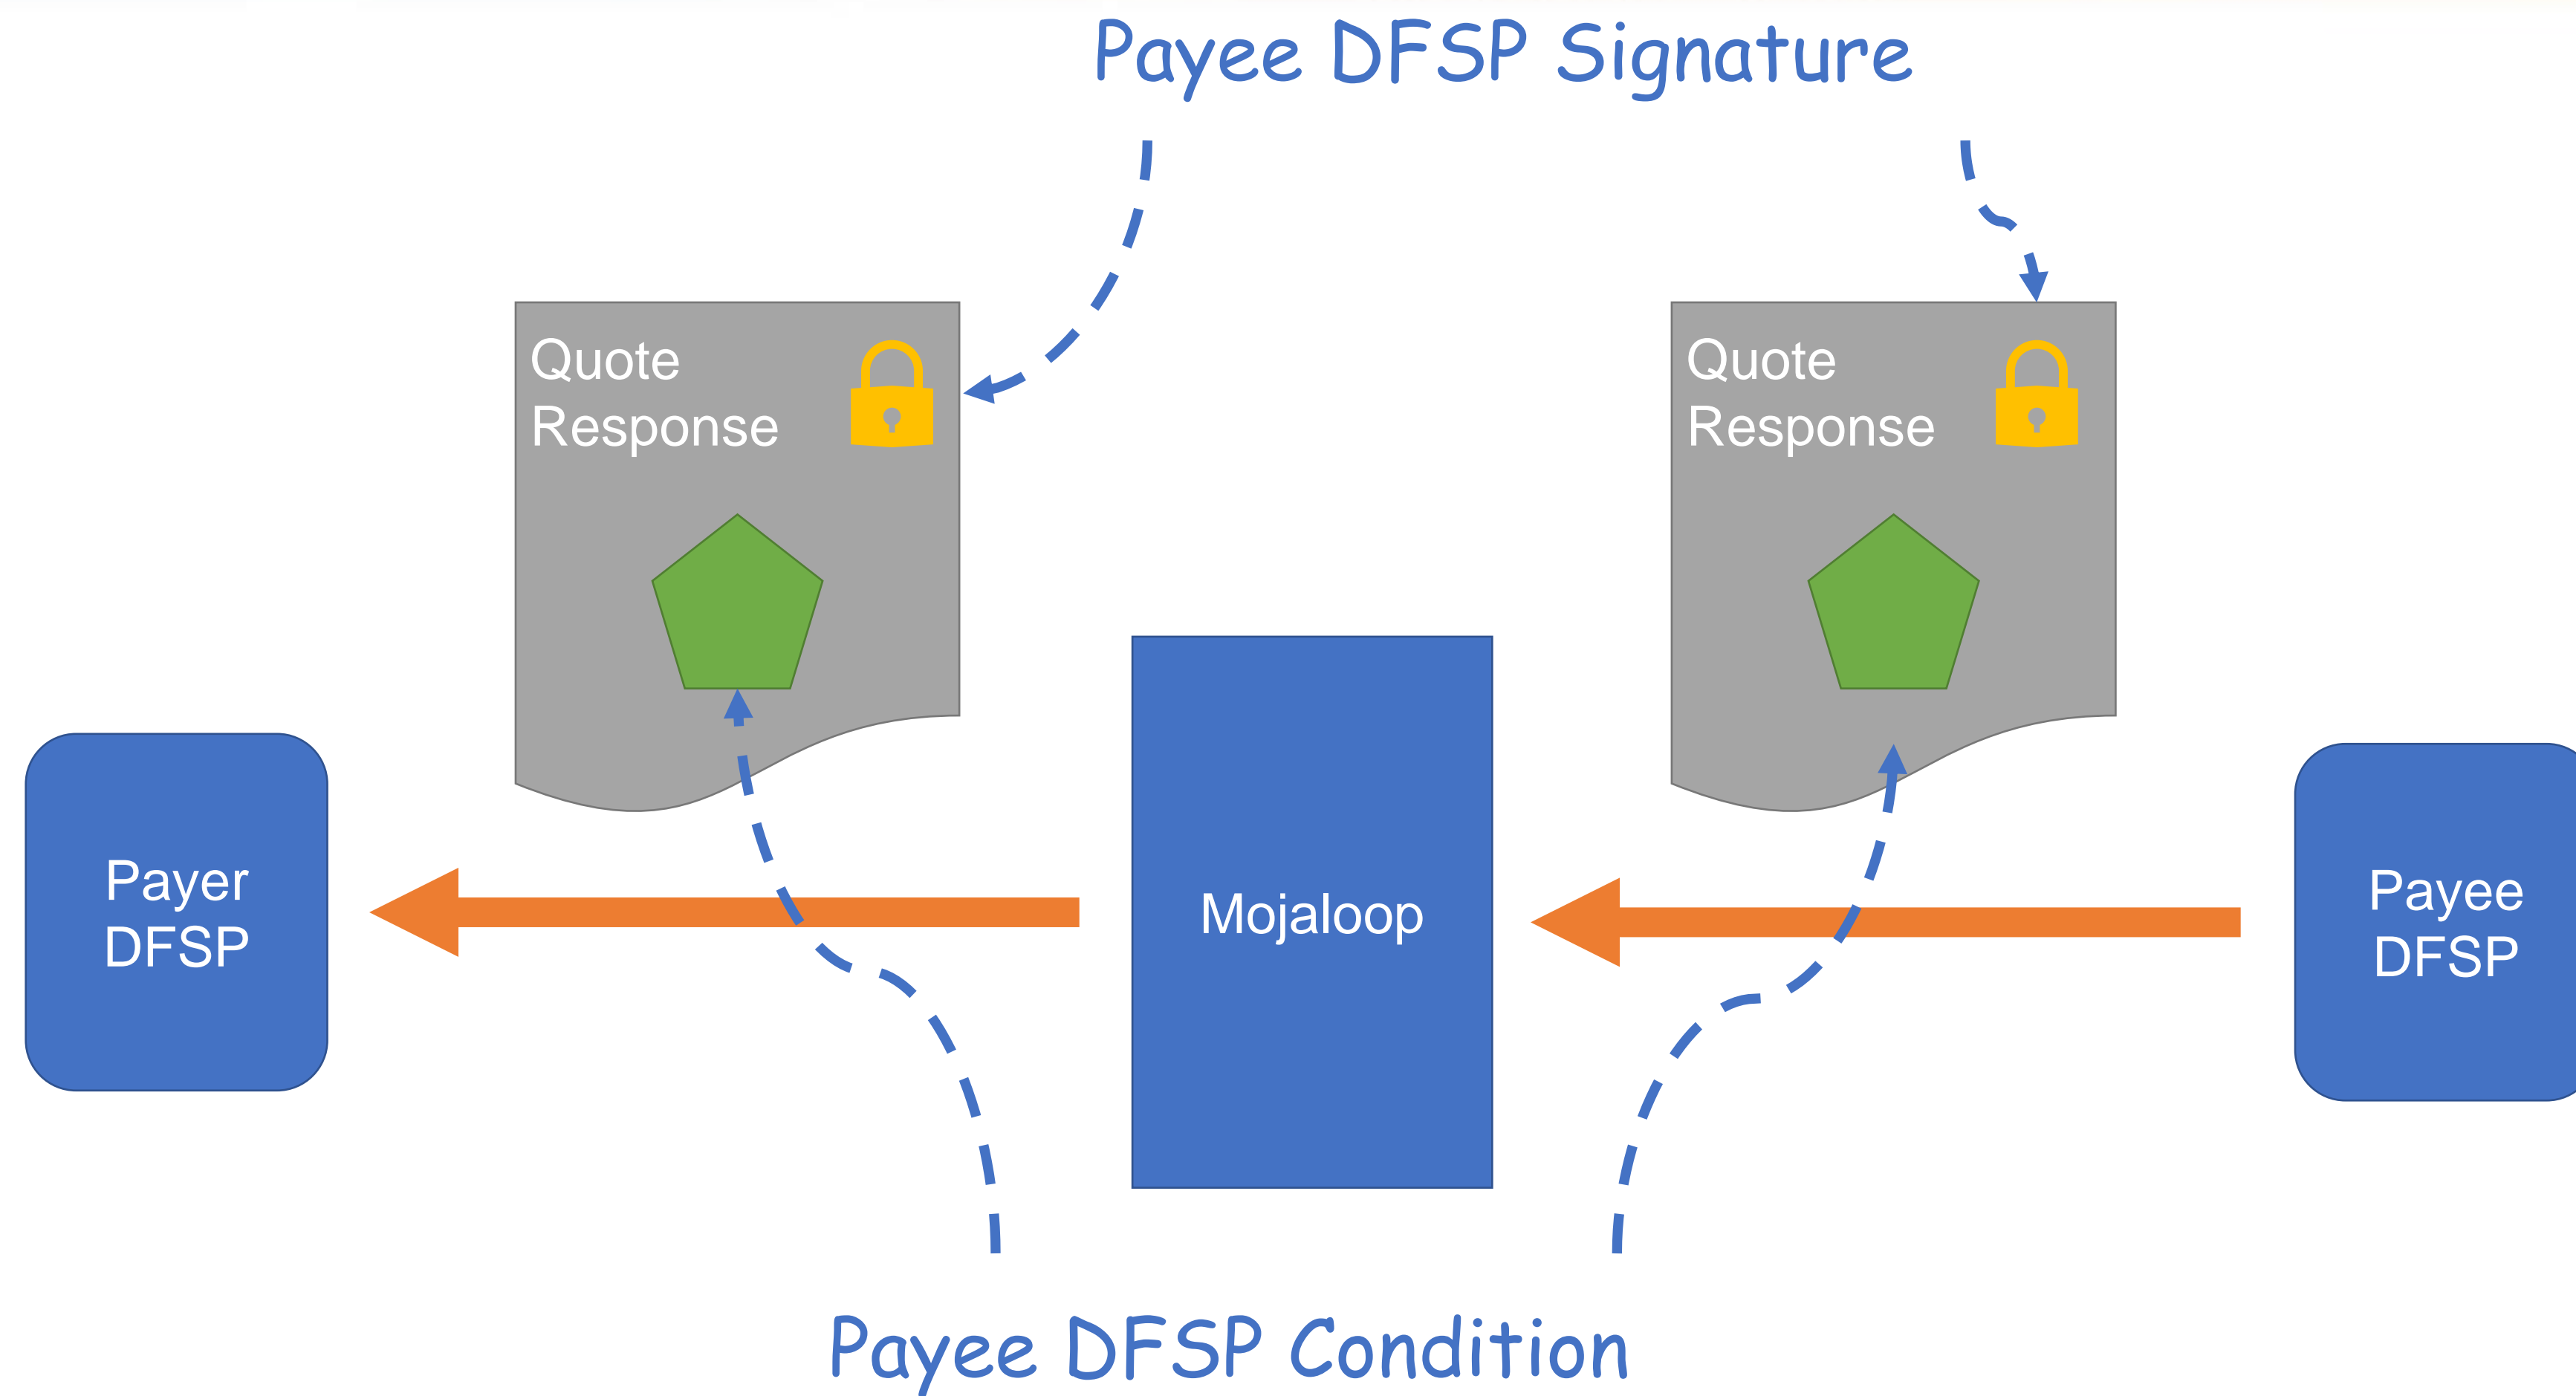 Payee DFSP Signature
Quote
Response
Quote
Response
Payer
DFSP
Mojaloop
Payee
DFSP
Payee DFSP Condition